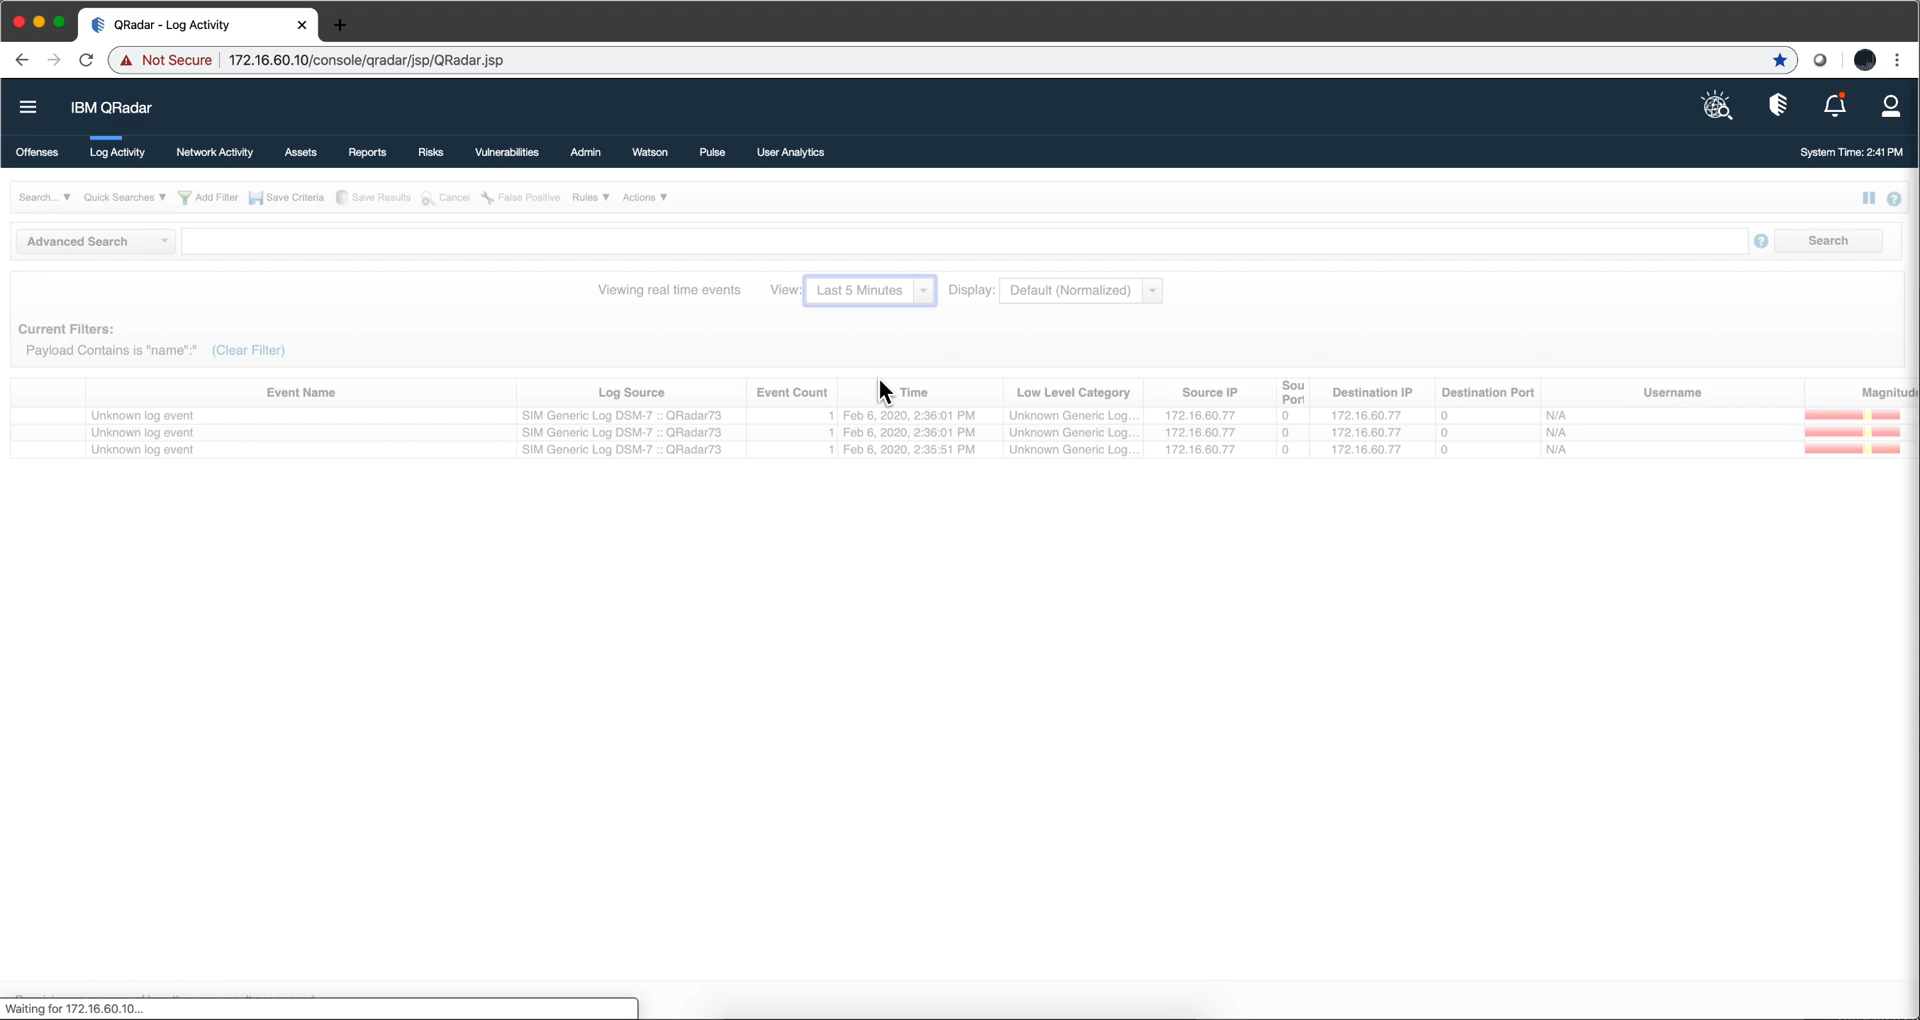 QRadar - Log Activity
Not Secure 172.16.60.10/console/qradar/jsp/QRadar.jsp
IBM QRadar
Offenses Log Activity Network Activity Assets Reports Risks Vulnerabilities Admin Watson Pulse User Analytics System Time: 2:41 PM
Search... Quick Searches Add Filter Save Criteria Save Results Cancel False Positive Rules Actions
Advanced Search Search
Viewing real time events View: Last 5 Minutes Display: Default (Normalized)
Current Filters:
Payload Contains is "name":" (Clear Filter)
Event Name Log Source Event Count Time Low Level Category Source IP Sou Port Destination IP Destination Port Username Magnitude
Unknown log event SIM Generic Log DSM-7 :: QRadar73 1 Feb 6, 2020, 2:36:01 PM Unknown Generic Log... 172.16.60.77 0 172.16.60.77 0 N/A
Unknown log event SIM Generic Log DSM-7 :: QRadar73 1 Feb 6, 2020, 2:36:01 PM Unknown Generic Log... 172.16.60.77 0 172.16.60.77 0 N/A
Unknown log event SIM Generic Log DSM-7 :: QRadar73 1 Feb 6, 2020, 2:35:51 PM Unknown Generic Log... 172.16.60.77 0 172.16.60.77 0 N/A
Waiting for 172.16.60.10...